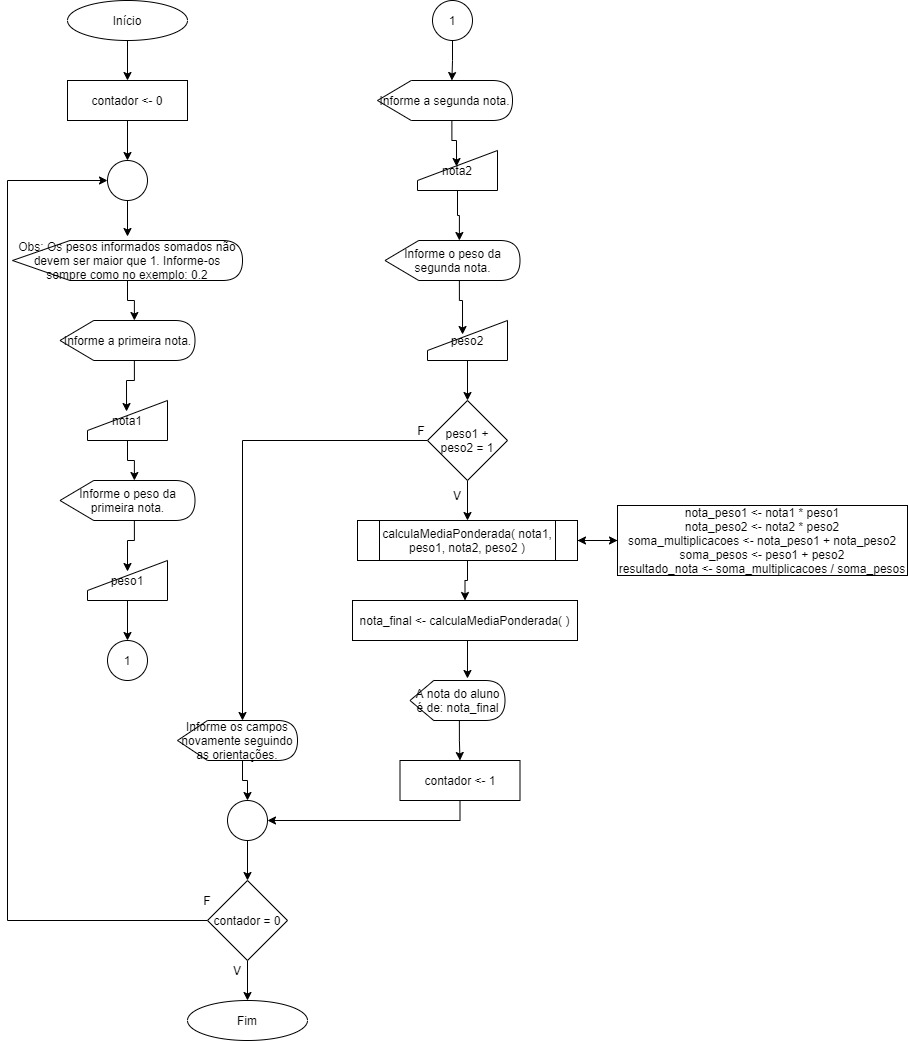 Início
contador <- 0
Obs: Os pesos informados somados não
devem ser maior que 1. Informe-os
sempre como no exemplo: 0.2
Informe a primeira nota.
nota1
Informe o peso da
primeira nota.
peso1
1
1
Informe a segunda nota.
nota2
Informe o peso da
segunda nota.
peso2
peso1 +
peso2 = 1
F
V
calculaMediaPonderada( nota1,
peso1, nota2, peso2 )
nota_peso1 <- nota1 * peso1
nota_peso2 <- nota2 * peso2
soma_multiplicacoes <- nota_peso1 + nota_peso2
soma_pesos <- peso1 + peso2
resultado_nota <- soma_multiplicacoes / soma_pesos
nota_final <- calculaMediaPonderada( )
A nota do aluno
é de: nota_final
contador <- 1
Informe os campos
novamente seguindo
as orientações.
contador = 0
F
V
Fim